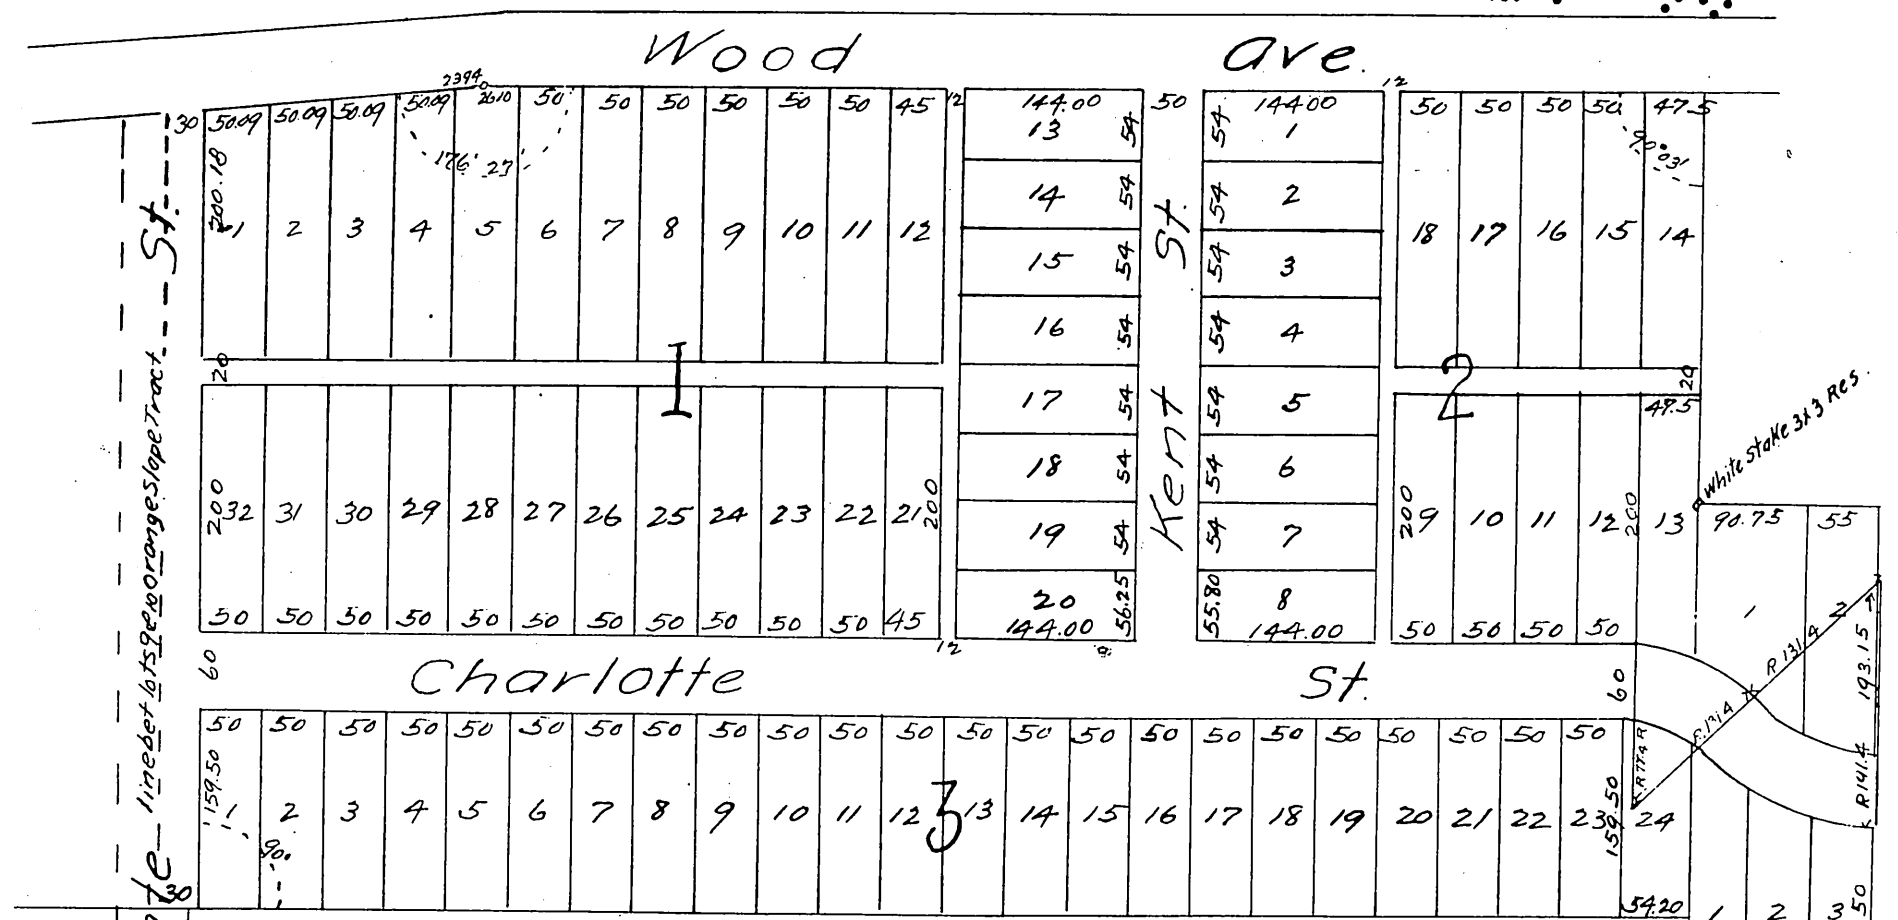 Wood Ave.
2394
12
30 50.09 50.09 50.09 50.09 2610 50 50 50 50 50 50 45 12 144.00 50 144.00 50 50 50 50 47.5
200.18
176° 27'
90° 031
13 54 54 1
14 54 54 2
1 2 3 4 5 6 7 8 9 10 11 12
18 17 16 15 14
15 54 54 3
16 54 54 4
Kent St.
20 1 2 20
17 54 54 5
47.5
White stake 3x3 Res.
18 54 54 6
200 32 31 30 29 28 27 26 25 24 23 22 21 200
200 9 10 11 12 200 13 90.75 55
19 54 54 7
20 56.25 55.80 8
50 50 50 50 50 50 50 50 50 50 50 45 12 144.00 144.00 50 50 50 50
1 2
R 131.4
193.15
60 Charlotte St. 60
50 50 50 50 50 50 50 50 50 50 50 50 50 50 50 50 50 50 50 50 50 50 50
R 131.4
R 77.4 R
R 141.4
159.50 159.50
1 2 3 4 5 6 7 8 9 10 11 12 3 13 14 15 16 17 18 19 20 21 22 23 24
90°
30
54.20 1 2 3 50
line bet lots 9 & 10 Orange Slope Tract
St.